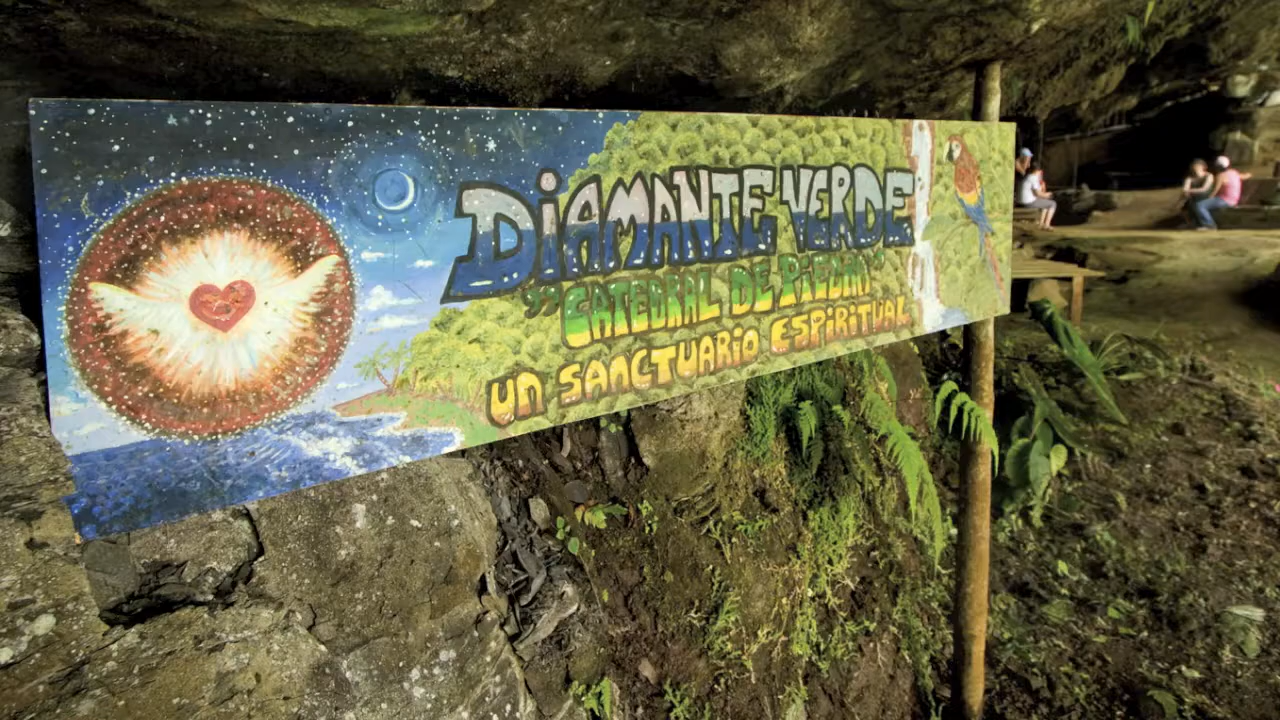 DiAMANTE VERDE
"CATEDRAL DE PiEDRA"
UN SANCTUARiO ESPiRiTUAL